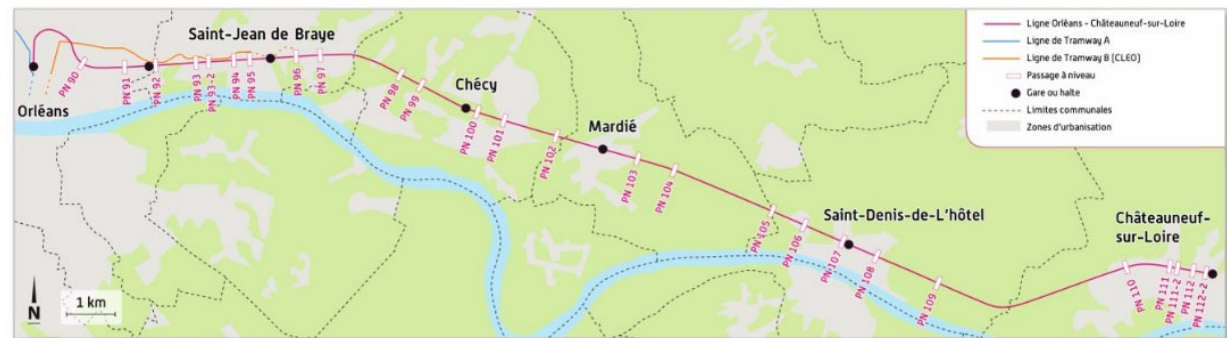 Ligne Orléans - Châteauneuf-sur-Loire
Ligne de Tramway A
Ligne de Tramway B (CLEO)
Passage à niveau
Gare ou halte
Limites communales
Zones d'urbanisation
Saint-Jean de Braye
Orléans
Chécy
Mardié
Saint-Denis-de-L'hôtel
Châteauneuf-
sur-Loire
PN 90
PN 91
PN 92
PN 93
PN 93-2
PN 94
PN 95
PN 96
PN 97
PN 98
PN 99
PN 100
PN 101
PN 102
PN 103
PN 104
PN 105
PN 106
PN 107
PN 108
PN 109
PN 110
PN 111
PN 111-2
PN 112
PN 112-2
N
1 km